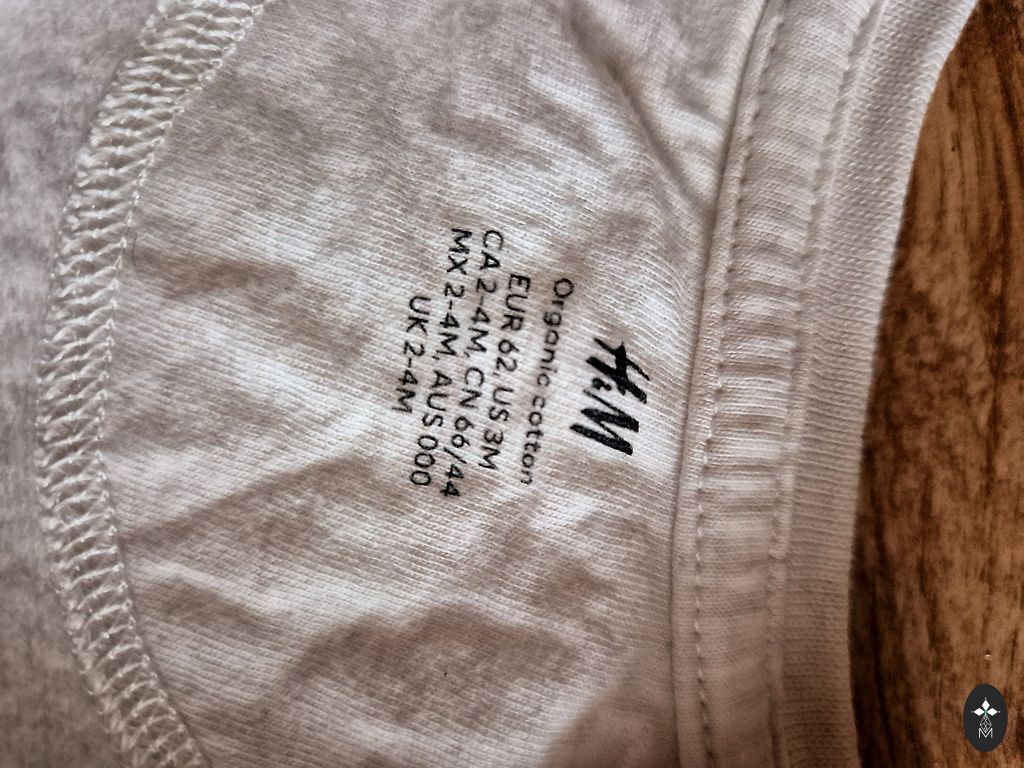 H&M
Organic cotton
EUR 62, US 3M
CA 2-4M, CN 66/44
MX 2-4M, AUS 000
UK 2-4M
M